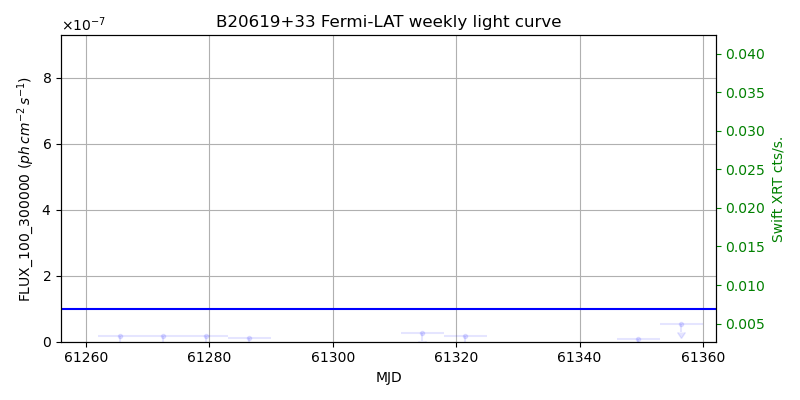 B20619+33 Fermi-LAT weekly light curve
×10⁻⁷
FLUX_100_300000 (ph cm⁻² s⁻¹)
8
6
4
2
0
0.040
0.035
0.030
0.025
0.020
0.015
0.010
0.005
Swift XRT cts/s.
61260 61280 61300 61320 61340 61360
MJD